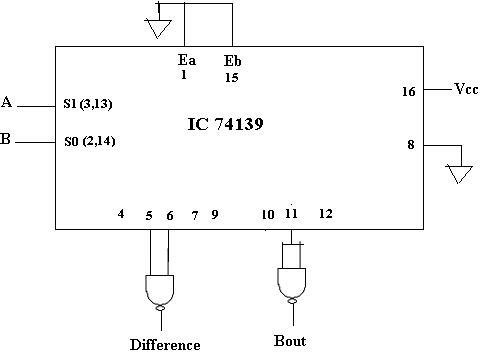 Ea Eb
1 15
A S1 (3,13)
16 Vcc
IC 74139
B S0 (2,14)
8
4 5 6 7 9 10 11 12
Difference Bout